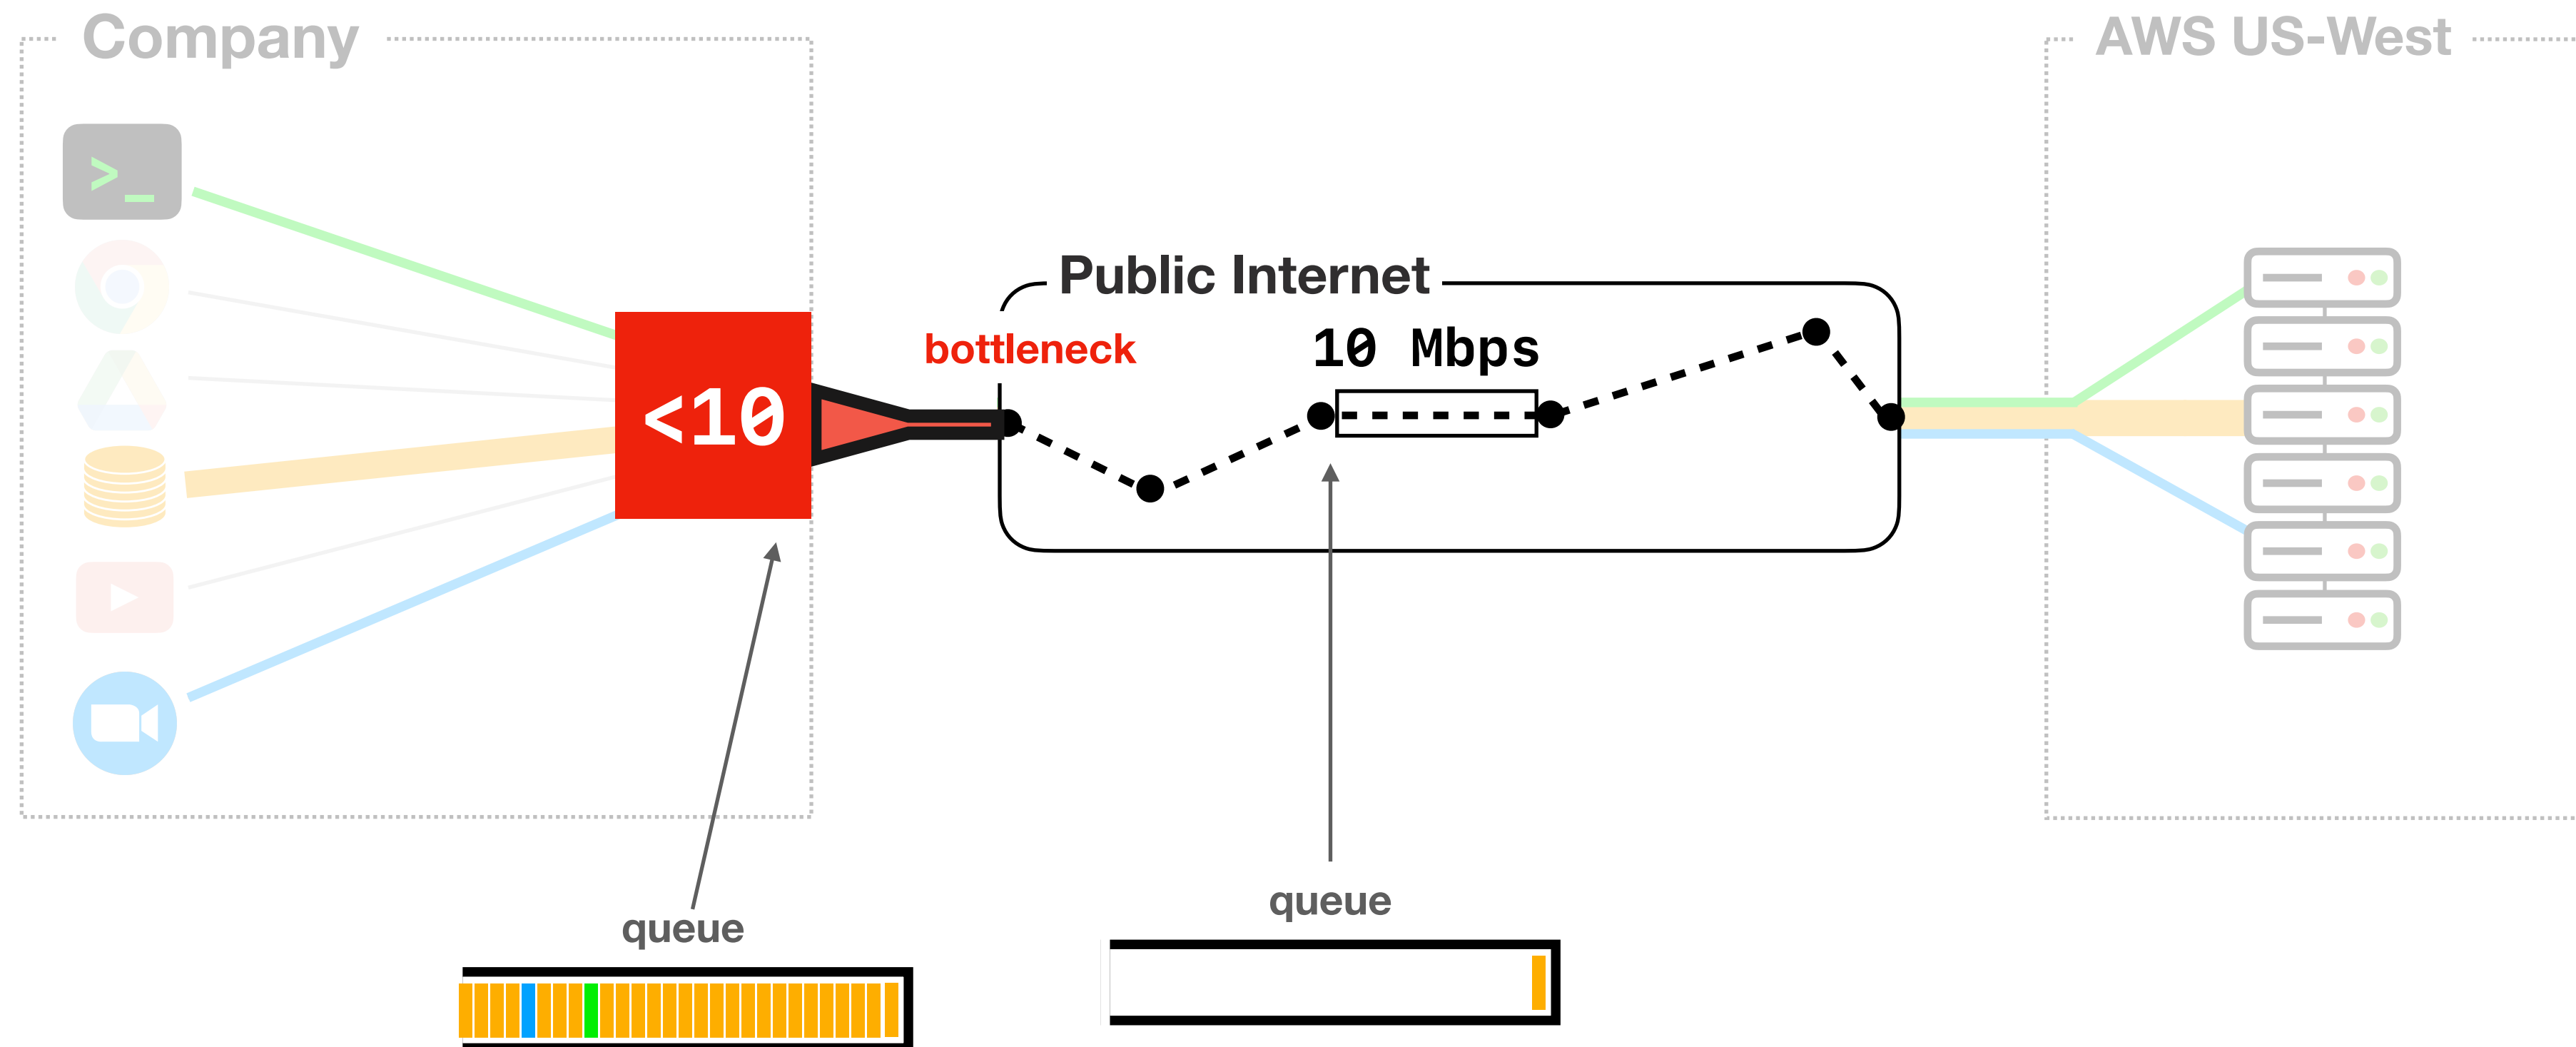 Company
AWS US-West
>_
Public Internet
bottleneck
10 Mbps
<10
queue
queue